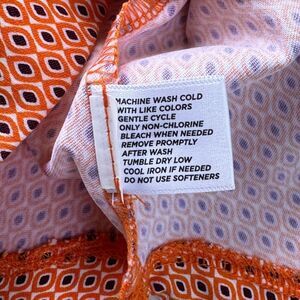 MACHINE WASH COLD
WITH LIKE COLORS
GENTLE CYCLE
ONLY NON-CHLORINE
BLEACH WHEN NEEDED
REMOVE PROMPTLY
AFTER WASH
TUMBLE DRY LOW
COOL IRON IF NEEDED
DO NOT USE SOFTENERS